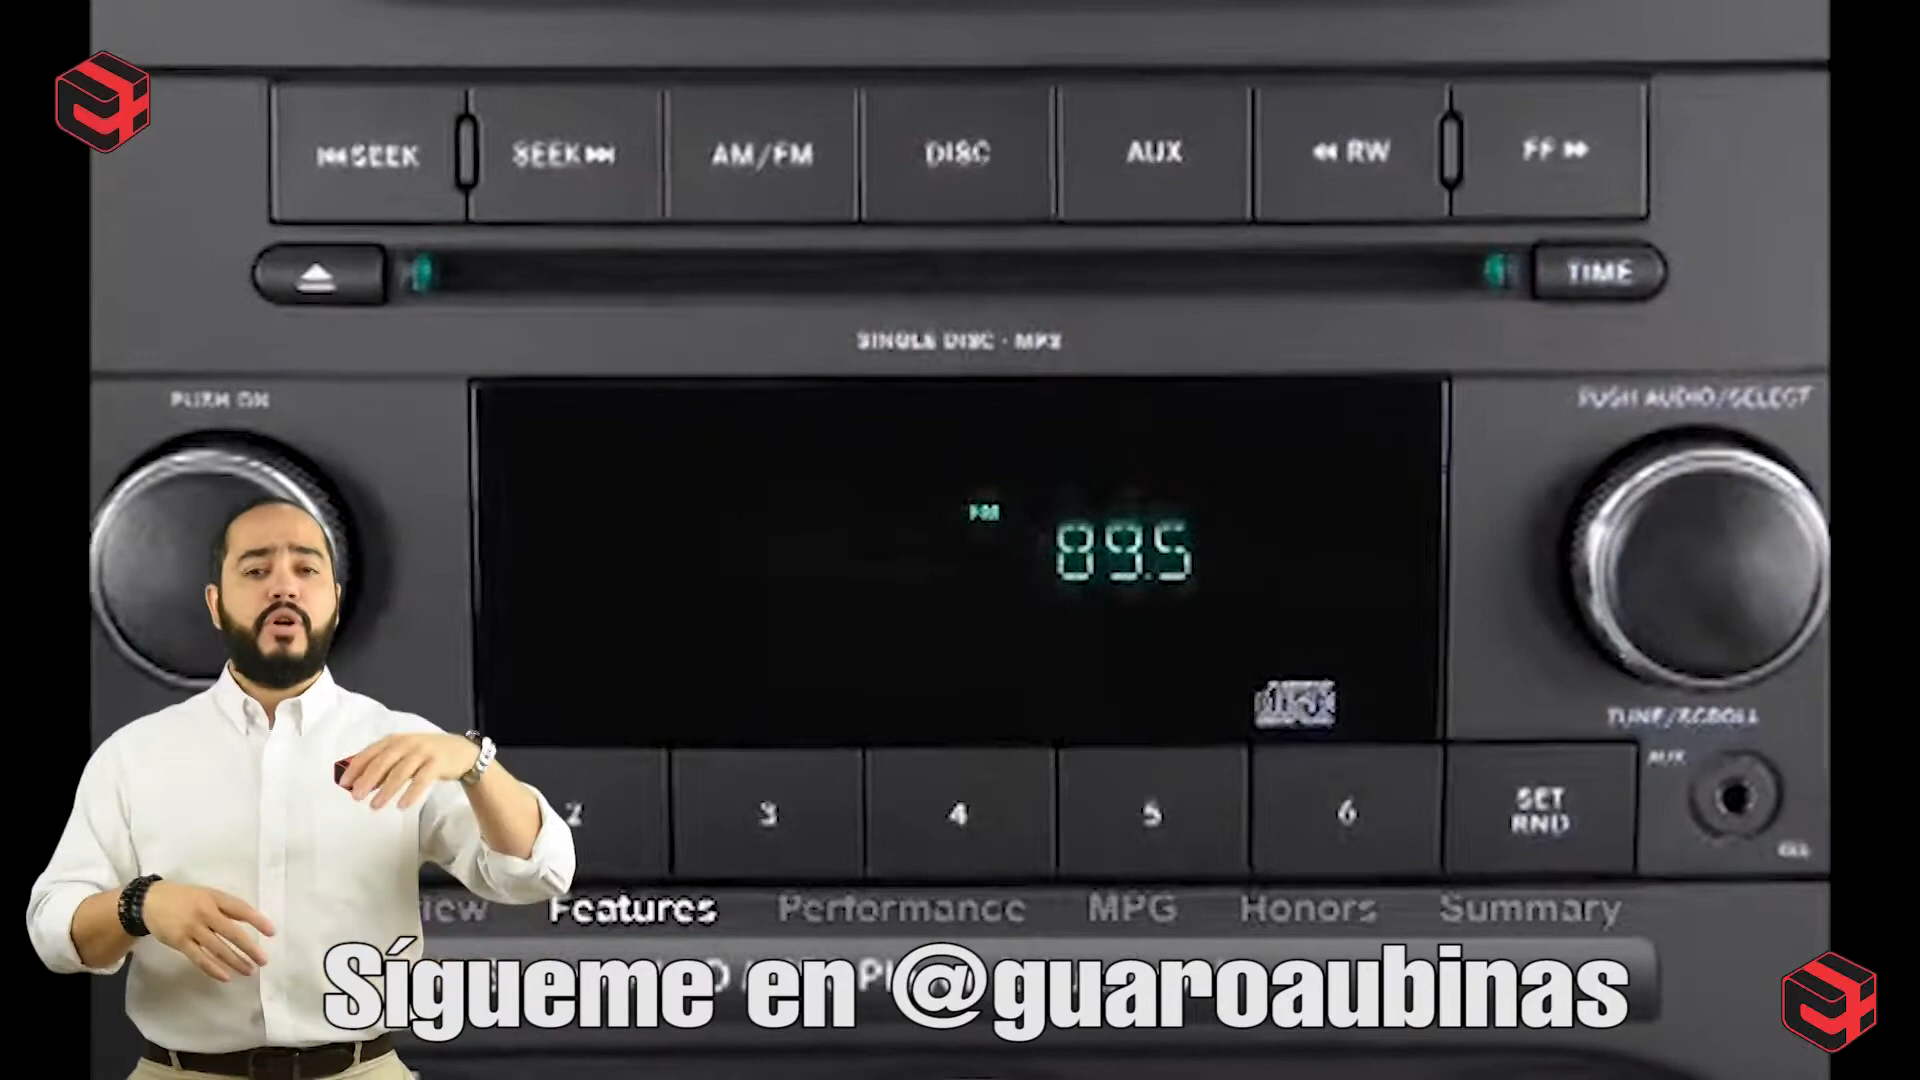 SEEK
SEEK
AM/FM
DISC
AUX
RW
FF
TIME
SINGLE DISC · MP3
PUSH ON
PUSH AUDIO/SELECT
FM
89.5
TUNE/SCROLL
AUX
2
3
4
5
6
SET
RND
Features
Performance
MPG
Honors
Summary
Sígueme en @guaroaubinas